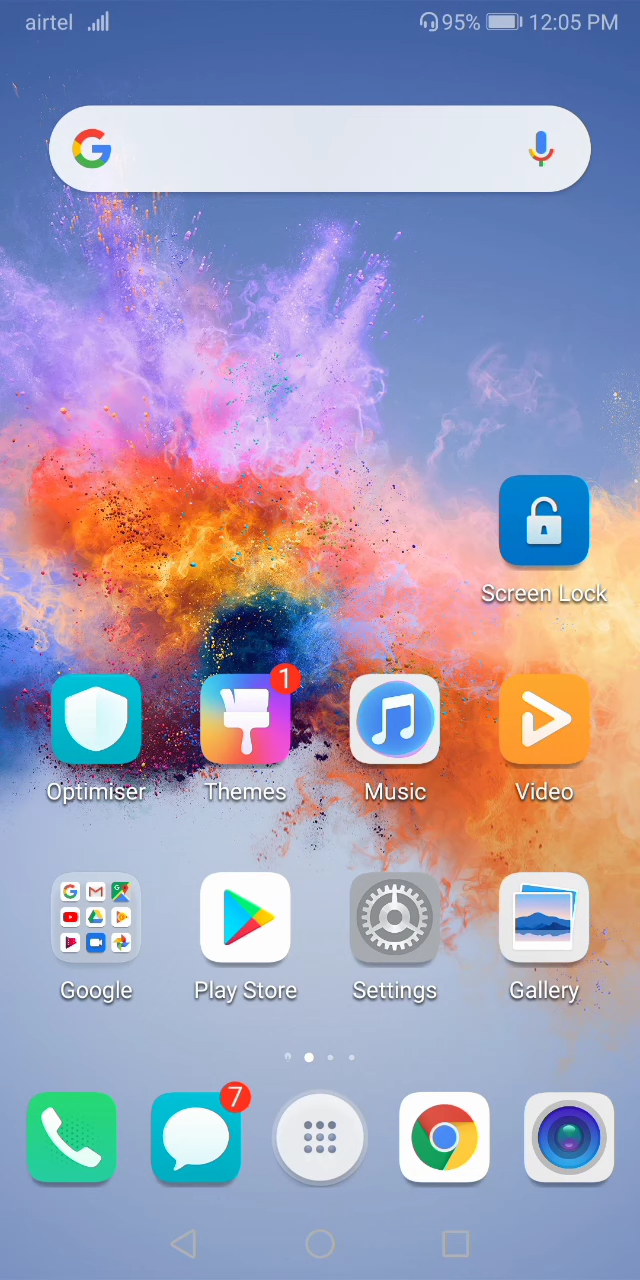 airtel 95% 12:05 PM
Screen Lock
1
Optimiser Themes Music Video
Google Play Store Settings Gallery
7